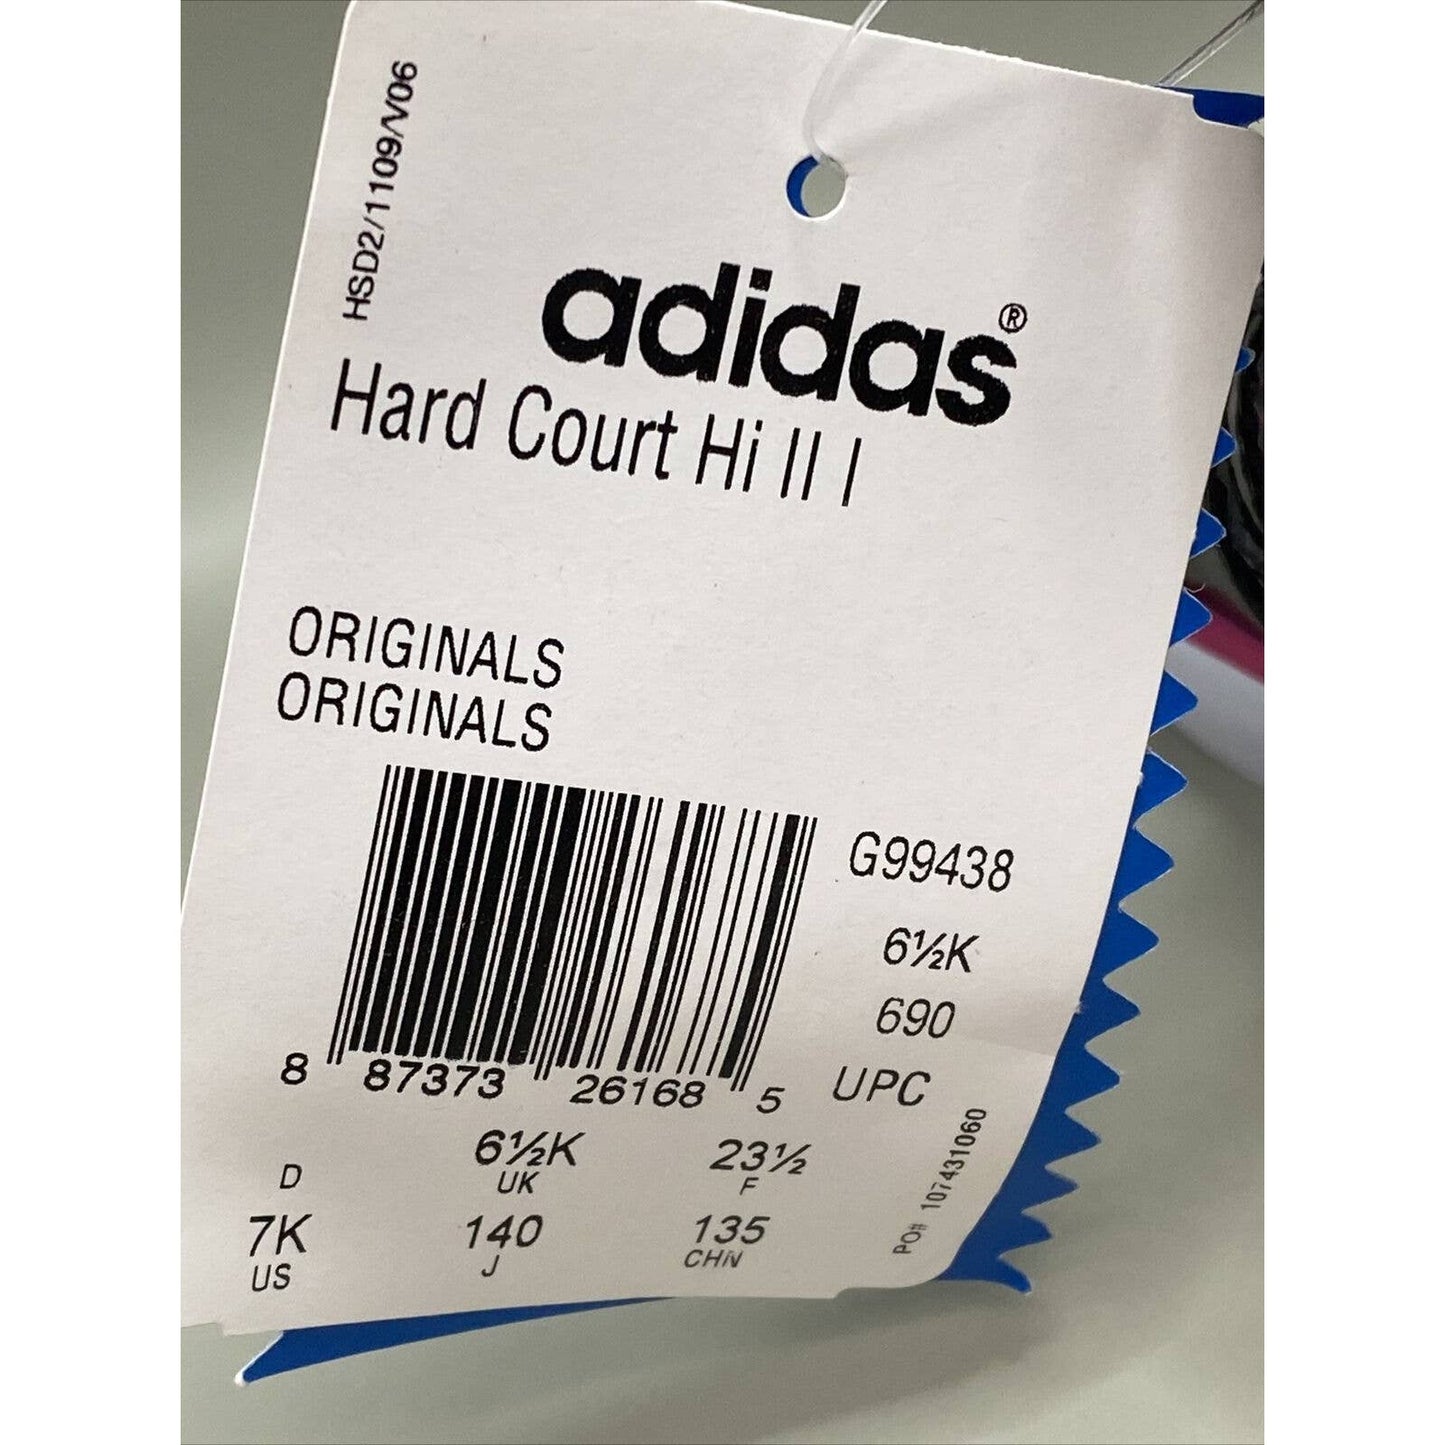 HSD2/1109/V06
adidas®
Hard Court Hi II I
ORIGINALS
ORIGINALS
G99438
6½K
690
UPC
8 87373 26168 5
D
6½K
UK
23½
F
7K
US
140
J
135
CHN
PO# 107431060